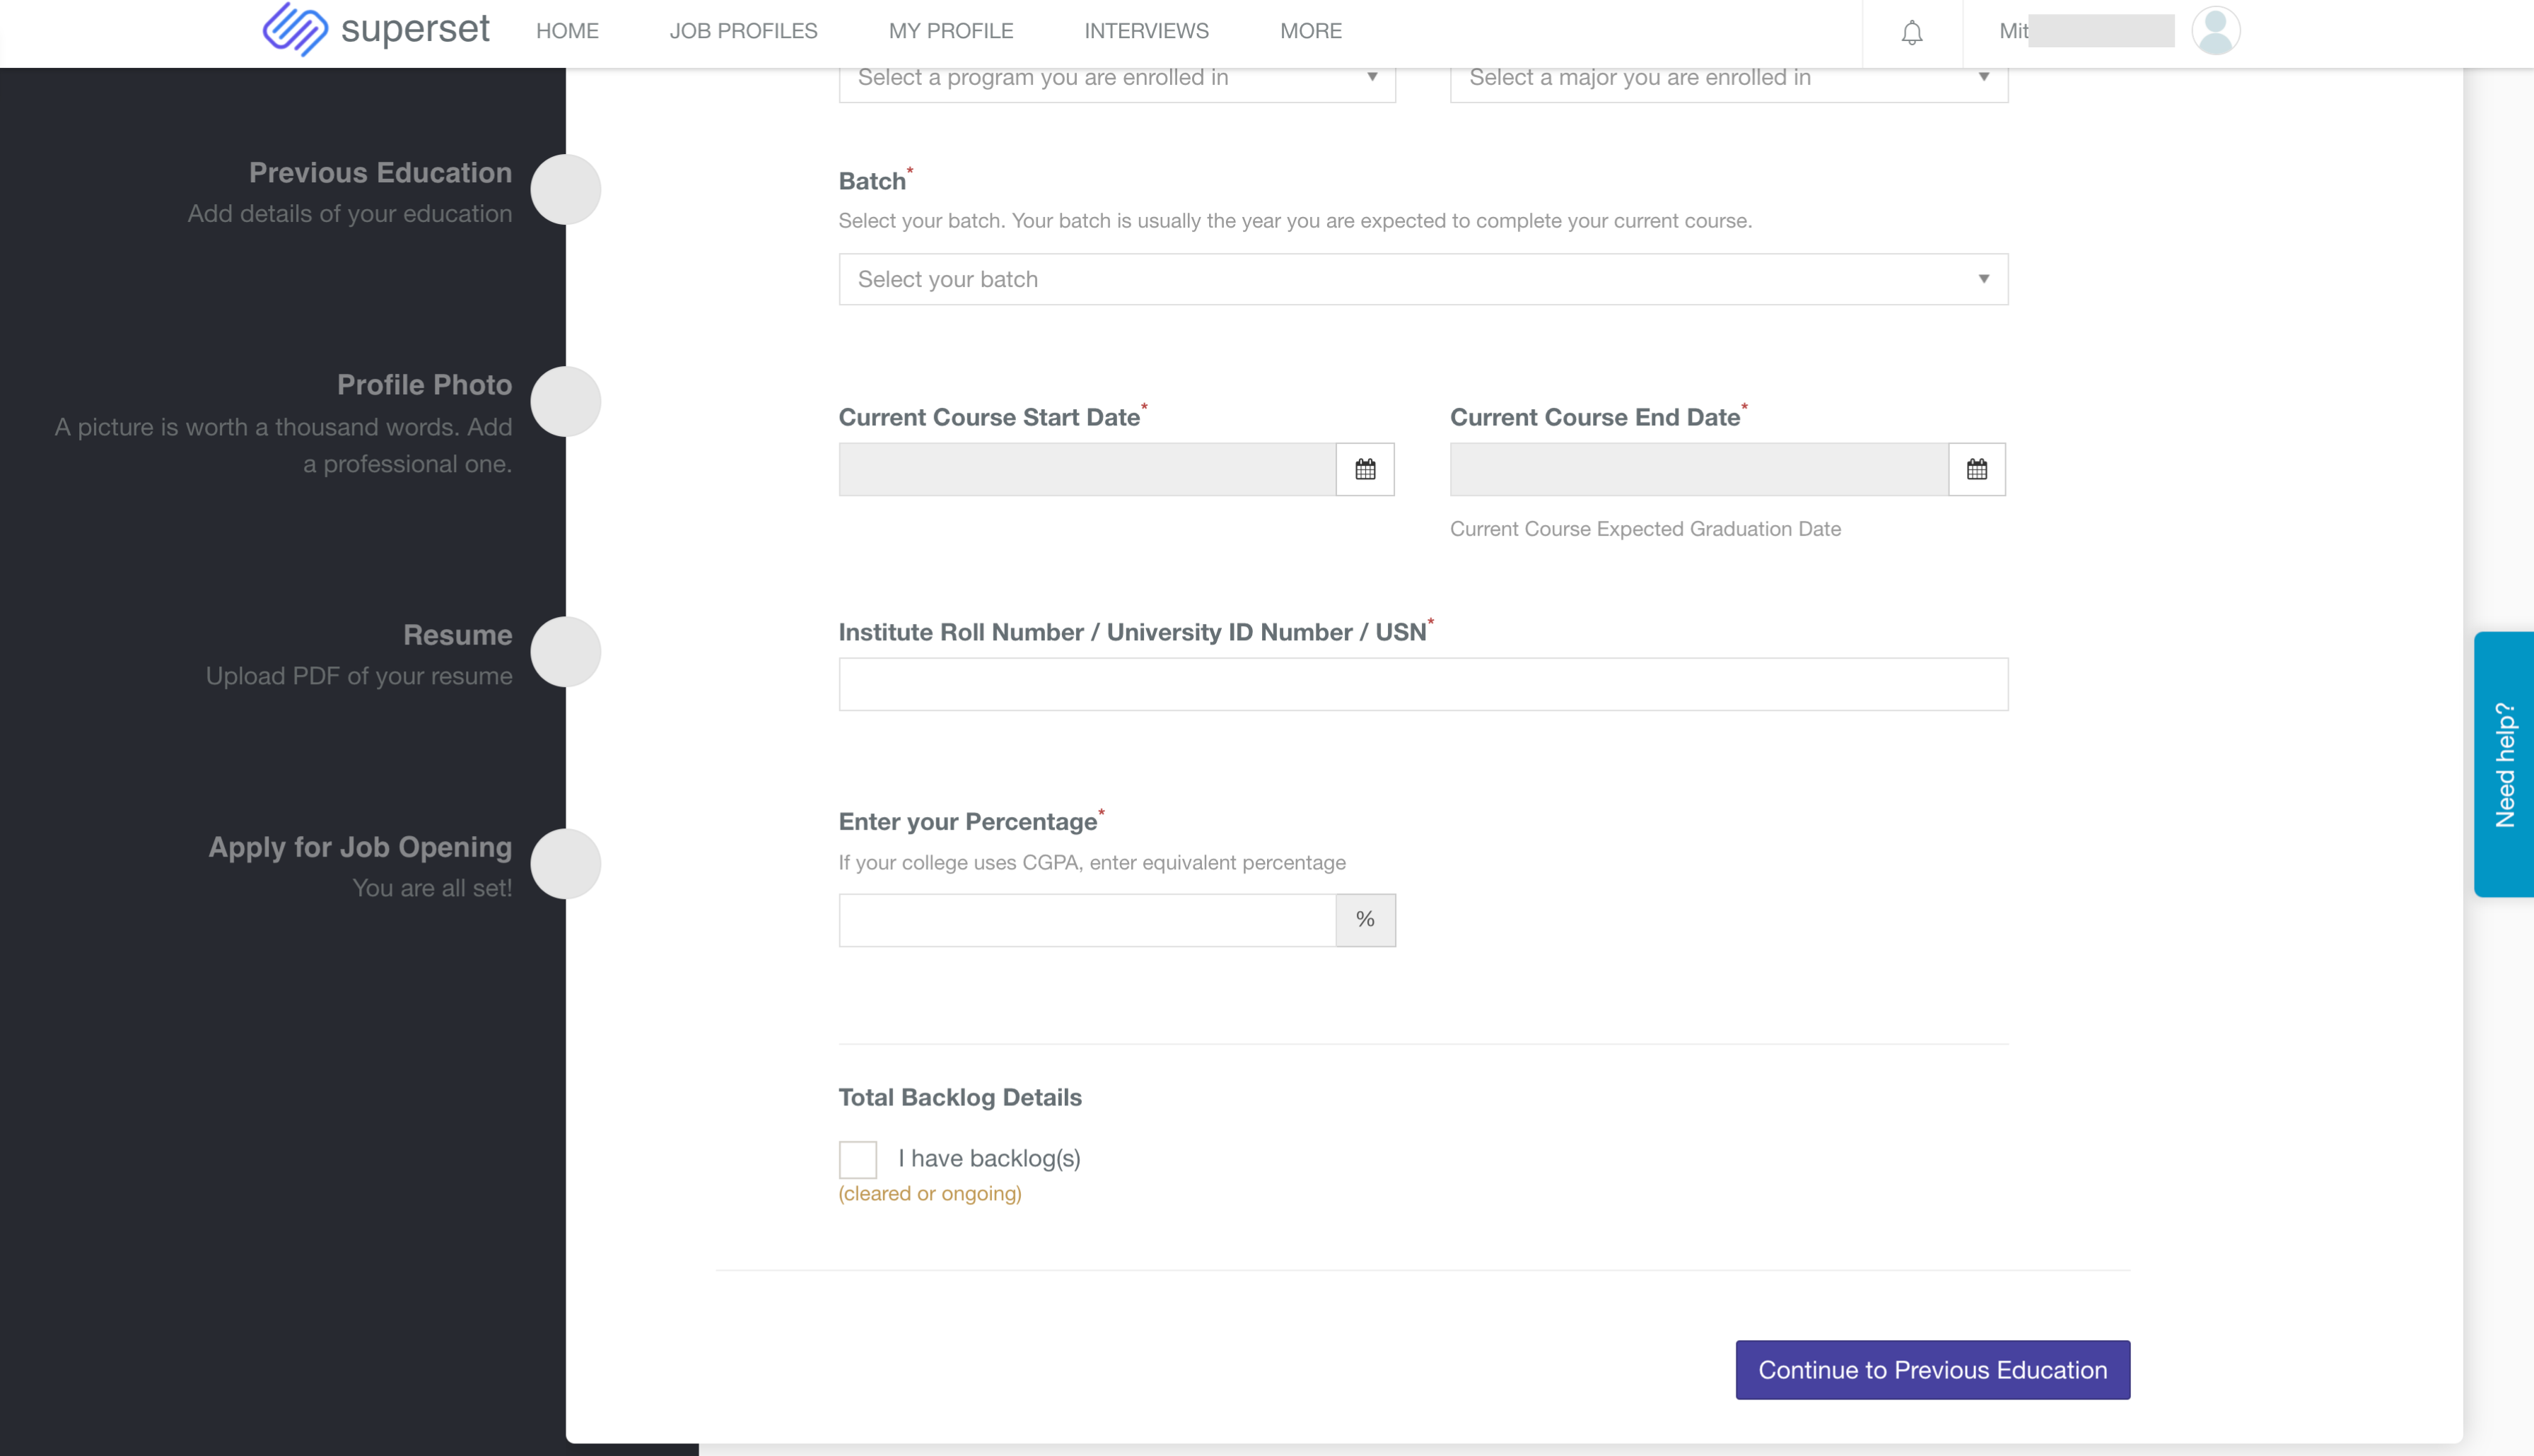 superset HOME JOB PROFILES MY PROFILE INTERVIEWS MORE Mit
Select a program you are enrolled in ▼ Select a major you are enrolled in ▼
Previous Education
Add details of your education
Profile Photo
A picture is worth a thousand words. Add
a professional one.
Resume
Upload PDF of your resume
Apply for Job Opening
You are all set!
Batch*
Select your batch. Your batch is usually the year you are expected to complete your current course.
Select your batch ▼
Current Course Start Date* Current Course End Date*
Current Course Expected Graduation Date
Institute Roll Number / University ID Number / USN*
Enter your Percentage*
If your college uses CGPA, enter equivalent percentage
%
Total Backlog Details
I have backlog(s)
(cleared or ongoing)
Continue to Previous Education
Need help?